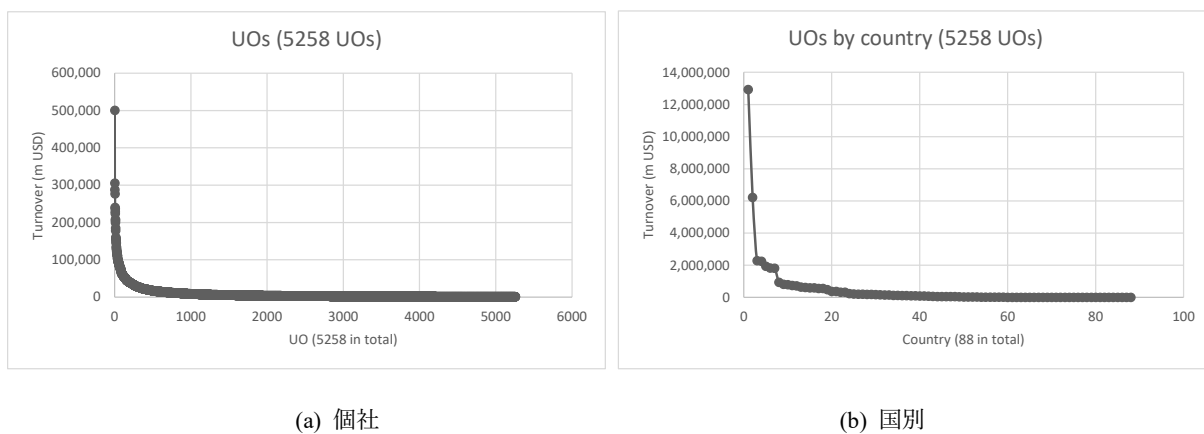 UOs (5258 UOs)
Turnover (m USD)
600,000
500,000
400,000
300,000
200,000
100,000
0
0 1000 2000 3000 4000 5000 6000
UO (5258 in total)
(a) 個社
UOs by country (5258 UOs)
Turnover (m USD)
14,000,000
12,000,000
10,000,000
8,000,000
6,000,000
4,000,000
2,000,000
0
0 20 40 60 80 100
Country (88 in total)
(b) 国別